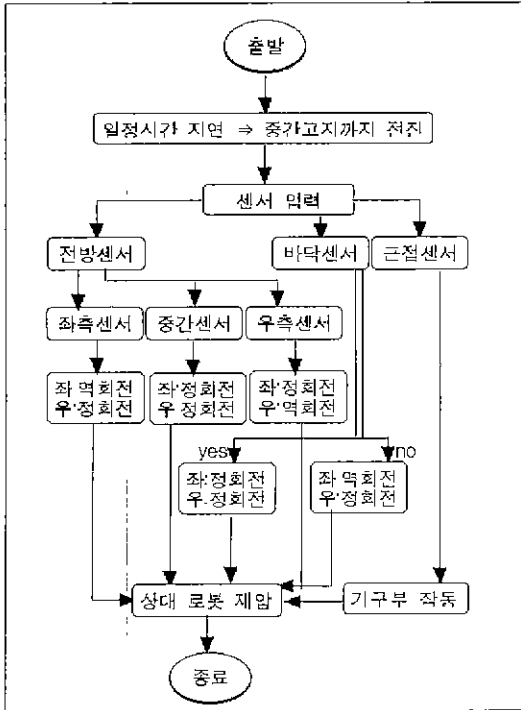 출발
일정시간 지연 ⇒ 중간고지까지 전진
센서 입력
전방센서
바닥센서
근접센서
좌측센서
중간센서
우측센서
좌·역회전
우·정회전
좌·정회전
우·정회전
좌·정회전
우·역회전
yes
no
좌:정회전
우·정회전
좌·역회전
우·정회전
상대 로봇 제압
기구부 작동
종료